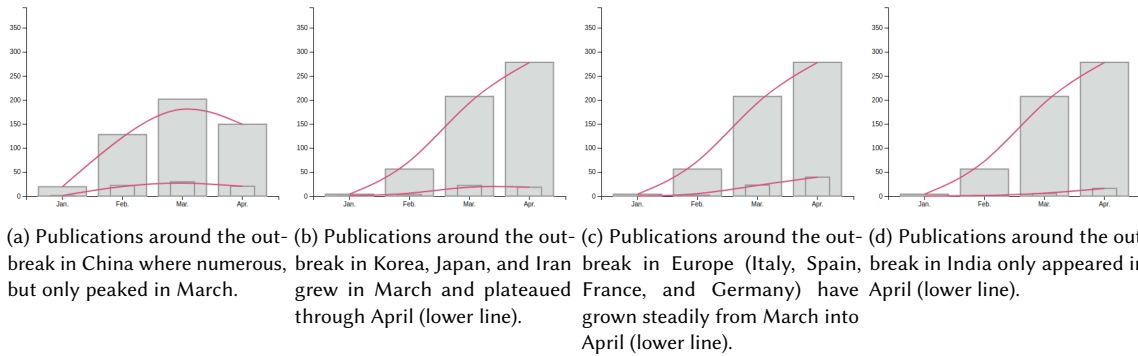 350
300
250
200
150
100
50
0
Jan.
Feb.
Mar.
Apr.
350
300
250
200
150
100
50
0
Jan.
Feb.
Mar.
Apr.
350
300
250
200
150
100
50
0
Jan.
Feb.
Mar.
Apr.
350
300
250
200
150
100
50
0
Jan.
Feb.
Mar.
Apr.
(a) Publications around the out-
break in China where numerous,
but only peaked in March.
(b) Publications around the out-
break in Korea, Japan, and Iran
grew in March and plateaued
through April (lower line).
(c) Publications around the out-
break in Europe (Italy, Spain,
France, and Germany) have
grown steadily from March into
April (lower line).
(d) Publications around the out
break in India only appeared i
April (lower line).